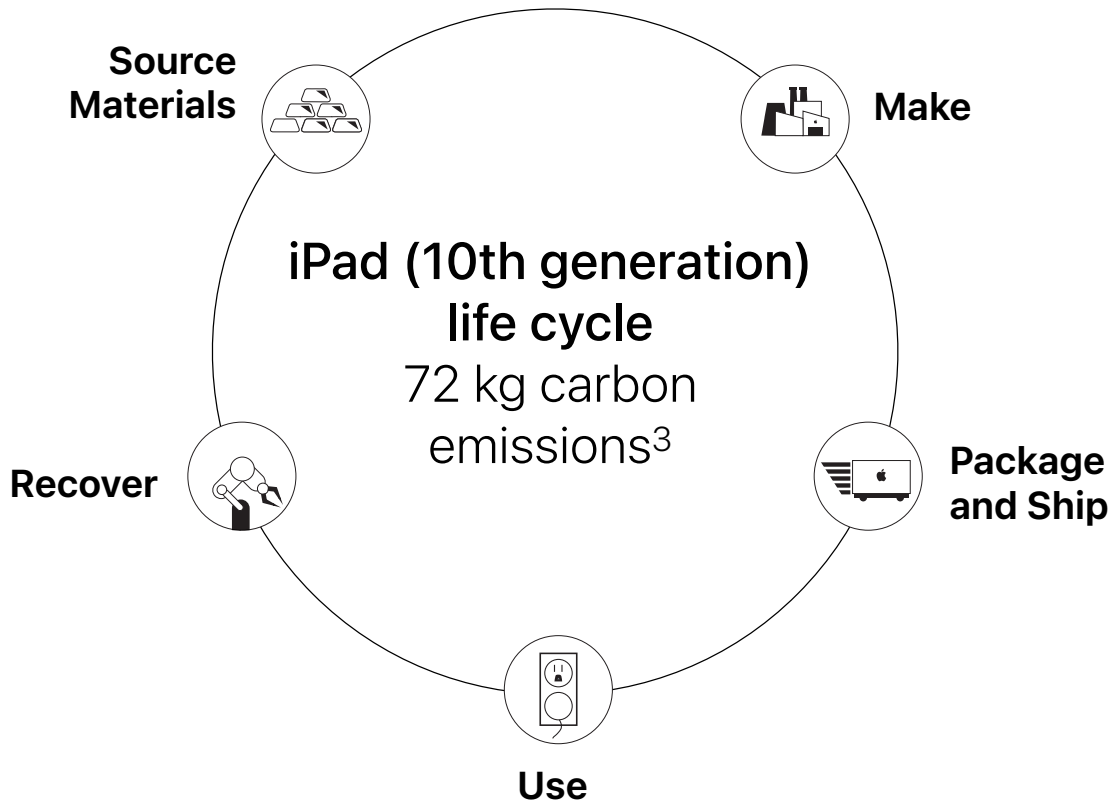 Source
Materials
Make
iPad (10th generation)
life cycle
72 kg carbon
emissions³
Recover
Package
and Ship
Use